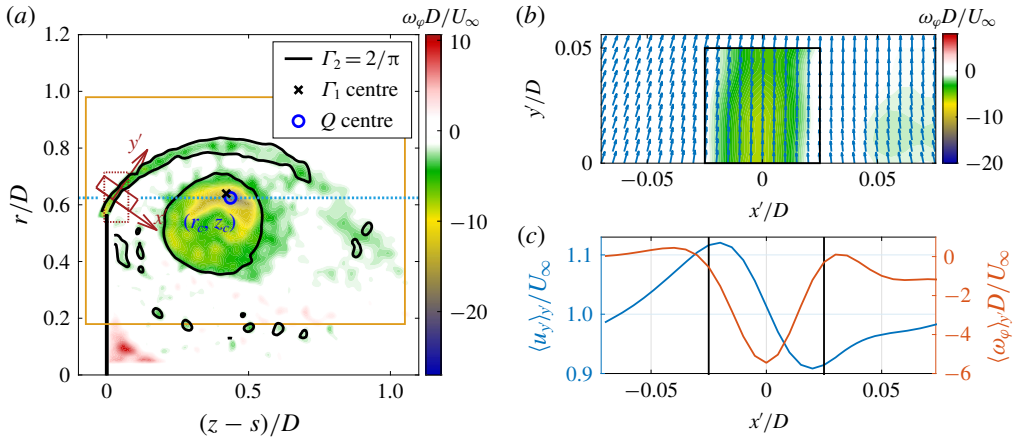 (a)
ω_φD/U_∞
1.2
1.0
0.8
0.6
0.4
0.2
0
r/D
0
0.5
1.0
(z − s)/D
Γ_2 = 2/π
Γ_1 centre
Q centre
y′
x′
(r_c, z_c)
10
0
−10
−20
(b)
ω_φD/U_∞
0.05
0
y′/D
−0.05
0
0.05
x′/D
10
0
−10
−20
(c)
1.1
1.0
0.9
⟨u_y′⟩_y′/U_∞
0
−2
−4
−6
⟨ω_φ⟩_y′D/U_∞
−0.05
0
0.05
x′/D